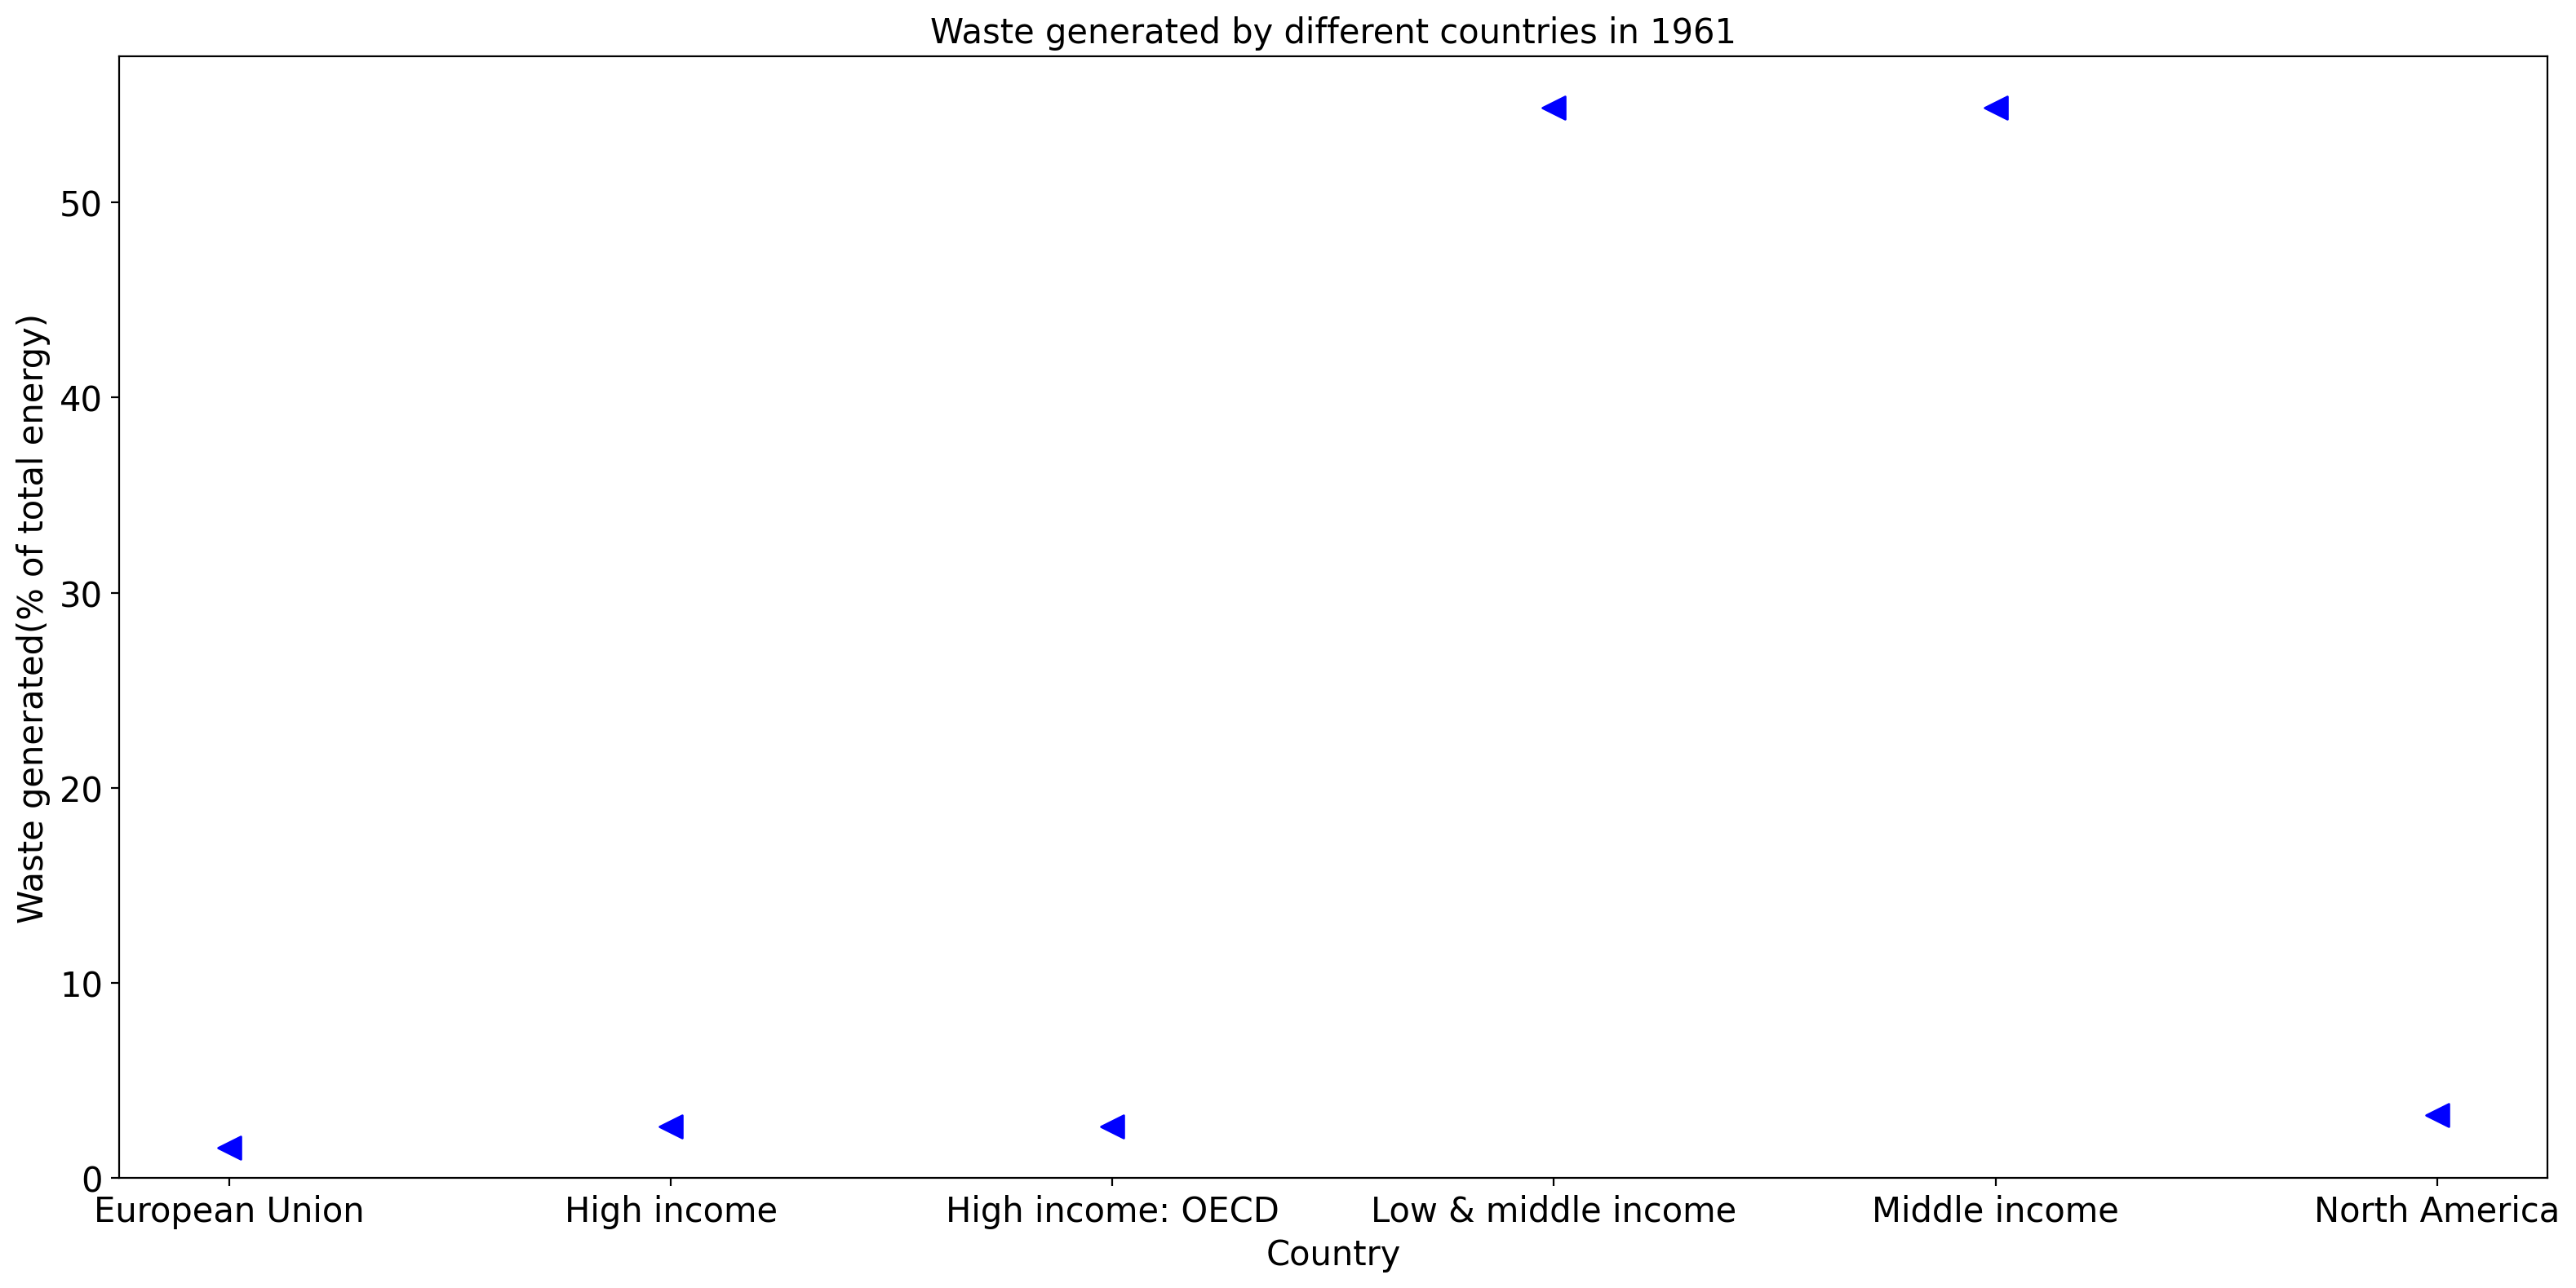 Waste generated by different countries in 1961
Waste generated(% of total energy)
50
40
30
20
10
0
European Union High income High income: OECD Low & middle income Middle income North America
Country